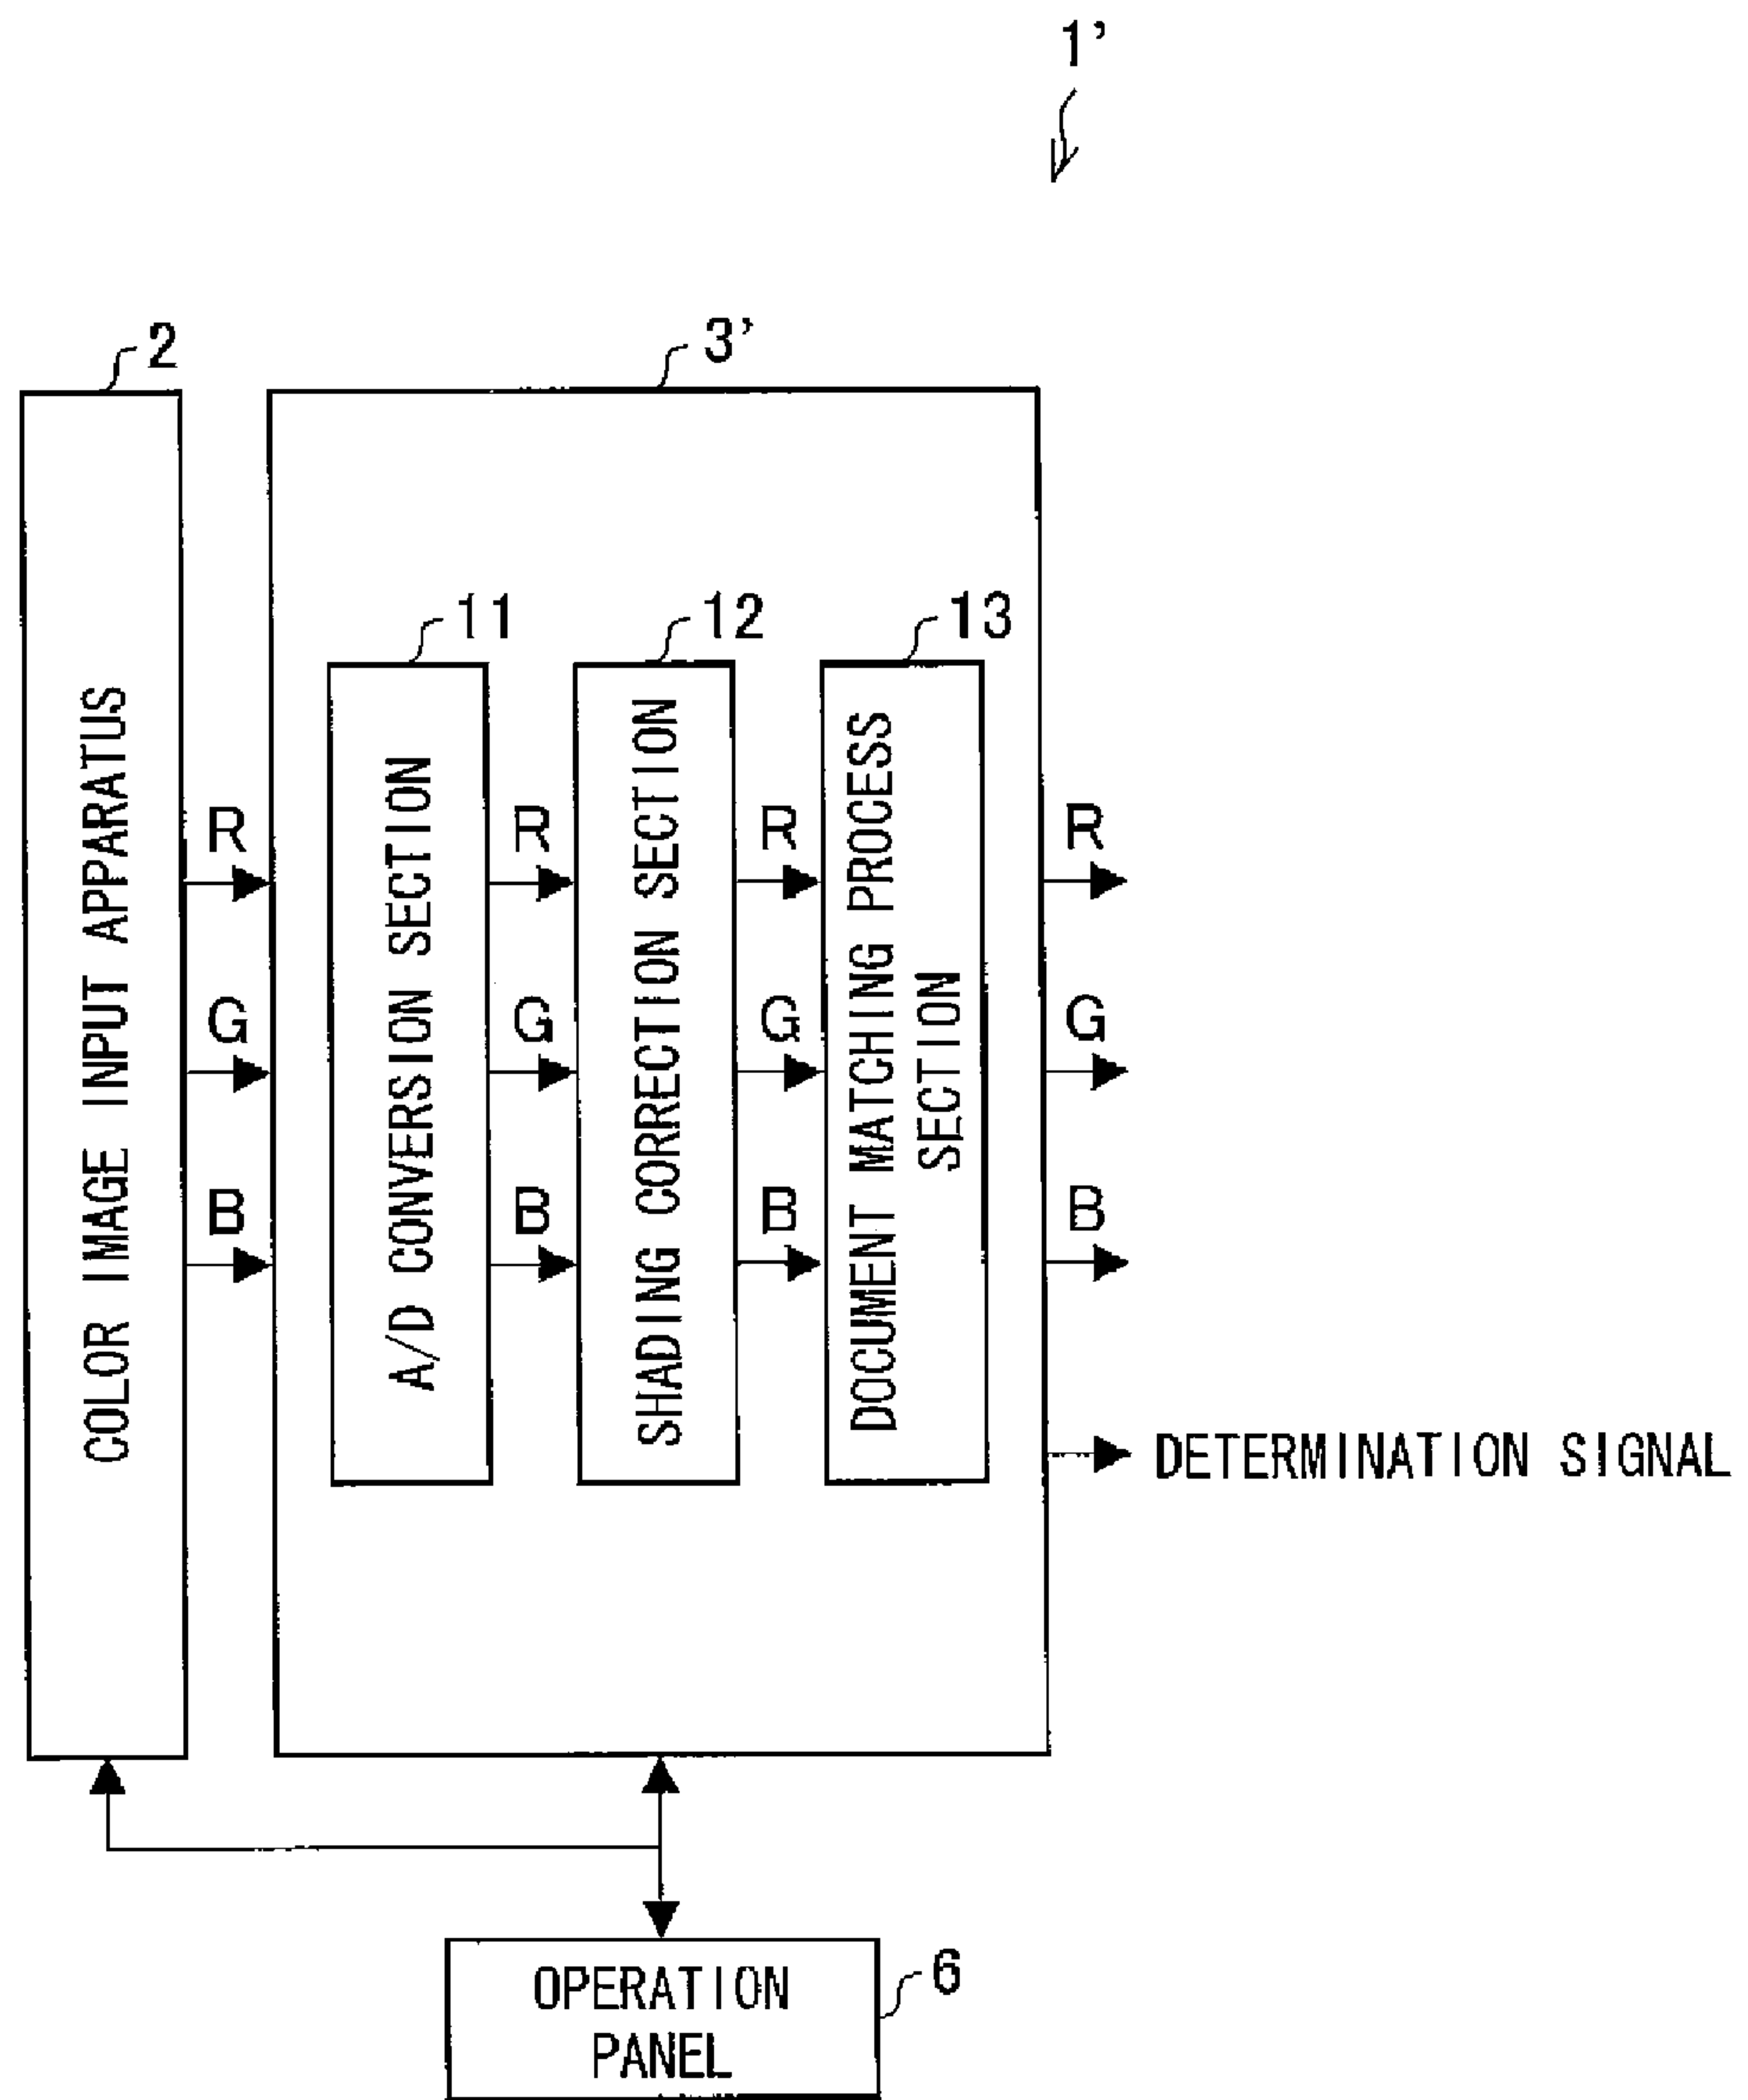 1'
2
3'
11
12
13
COLOR IMAGE INPUT APPARATUS
R
G
B
A/D CONVERSION SECTION
R
G
B
SHADING CORRECTION SECTION
R
G
B
DOCUMENT MATCHING PROCESS
SECTION
R
G
B
DETERMINATION SIGNAL
OPERATION
PANEL
6